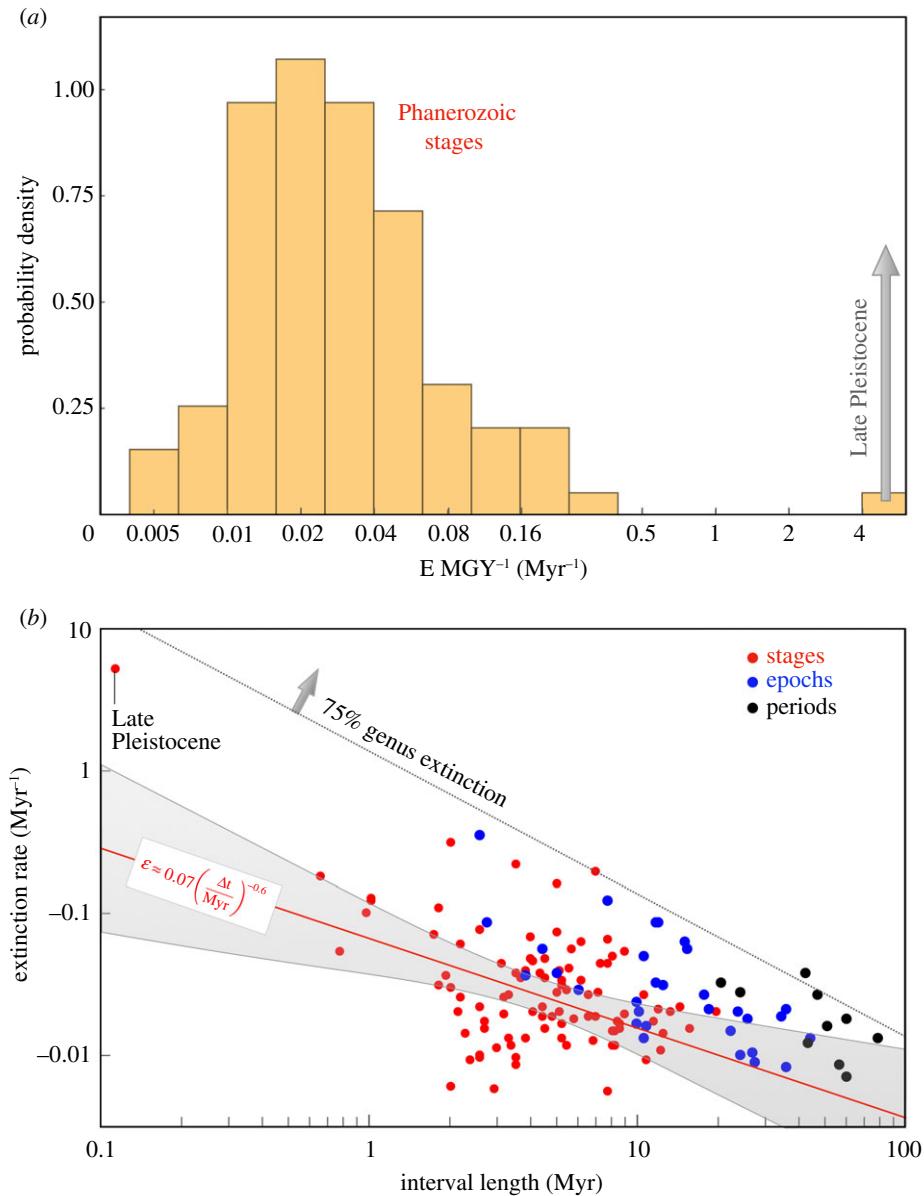 (a)
1.00
0.75
0.50
0.25
probability density
Phanerozoic
stages
Late Pleistocene
0 0.005 0.01 0.02 0.04 0.08 0.16 0.5 1 2 4
E MGY⁻¹ (Myr⁻¹)
(b)
10
1
–0.1
–0.01
extinction rate (Myr⁻¹)
Late
Pleistocene
75% genus extinction
stages
epochs
periods
ε ≈ 0.07(Δt/Myr)⁻⁰·⁶
0.1 1 10 100
interval length (Myr)